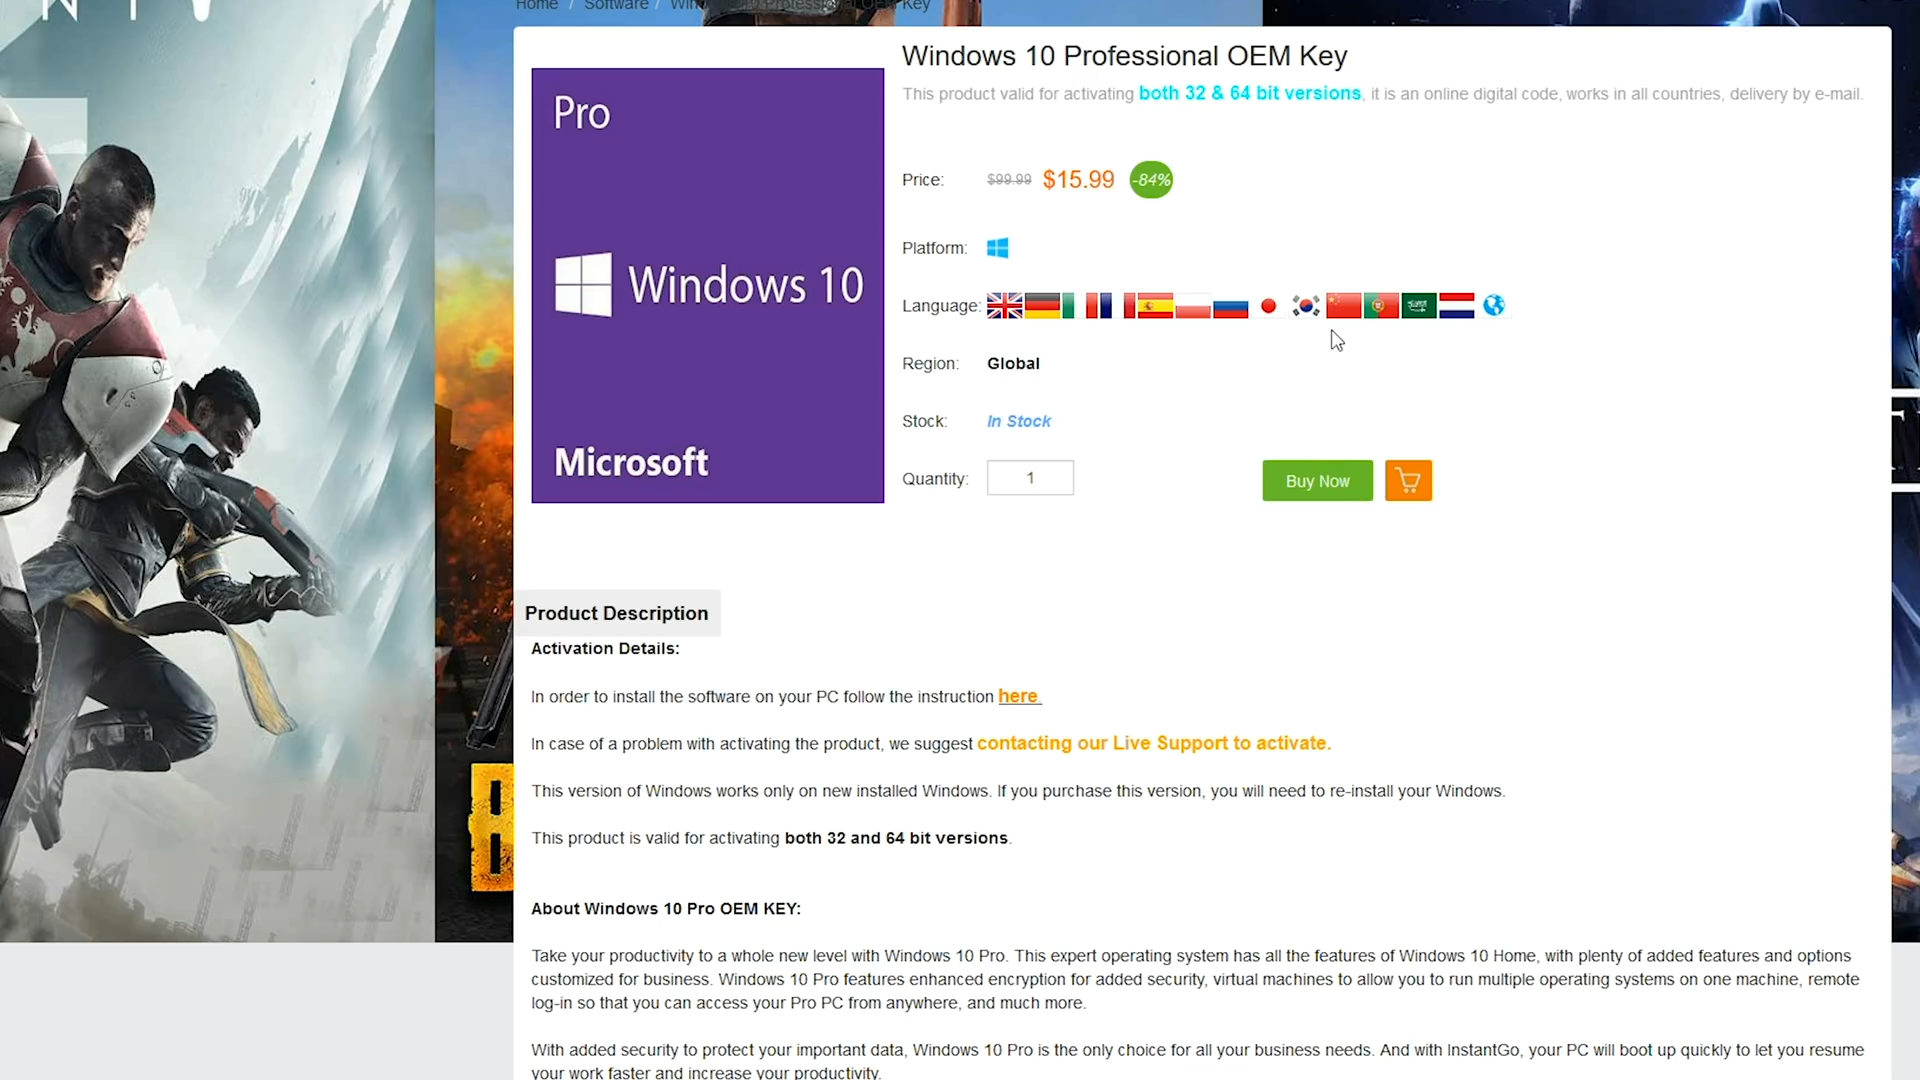 Home / Software / Windows 10 Professional OEM Key
Windows 10 Professional OEM Key
This product valid for activating both 32 & 64 bit versions, it is an online digital code, works in all countries, delivery by e-mail.
Pro
Windows 10
Microsoft
Price: $99.99 $15.99 -84%
Platform:
Language:
Region: Global
Stock: In Stock
Quantity: 1 Buy Now
Product Description
Activation Details:
In order to install the software on your PC follow the instruction here.
In case of a problem with activating the product, we suggest contacting our Live Support to activate.
This version of Windows works only on new installed Windows. If you purchase this version, you will need to re-install your Windows.
This product is valid for activating both 32 and 64 bit versions.
About Windows 10 Pro OEM KEY:
Take your productivity to a whole new level with Windows 10 Pro. This expert operating system has all the features of Windows 10 Home, with plenty of added features and options
customized for business. Windows 10 Pro features enhanced encryption for added security, virtual machines to allow you to run multiple operating systems on one machine, remote
log-in so that you can access your Pro PC from anywhere, and much more.
With added security to protect your important data, Windows 10 Pro is the only choice for all your business needs. And with InstantGo, your PC will boot up quickly to let you resume
your work faster and increase your productivity.